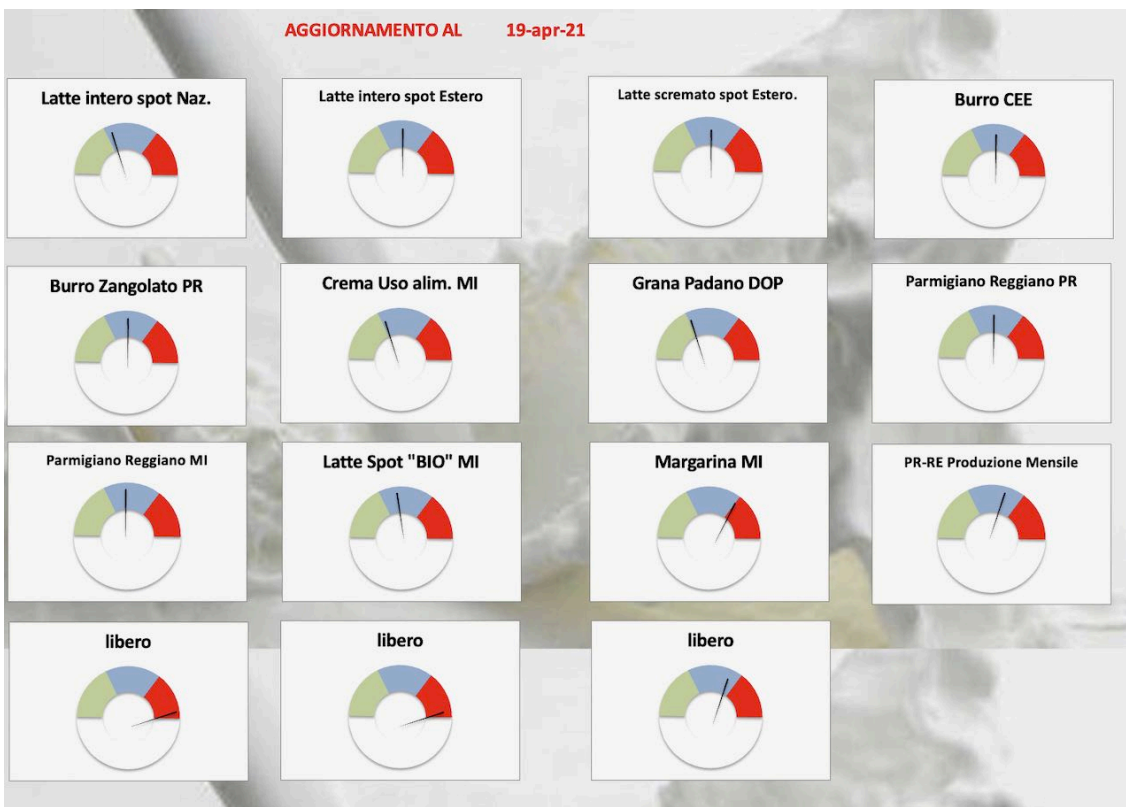 AGGIORNAMENTO AL 19-apr-21
Latte intero spot Naz.
Latte intero spot Estero
Latte scremato spot Estero.
Burro CEE
Burro Zangolato PR
Crema Uso alim. MI
Grana Padano DOP
Parmigiano Reggiano PR
Parmigiano Reggiano MI
Latte Spot "BIO" MI
Margarina MI
PR-RE Produzione Mensile
libero
libero
libero